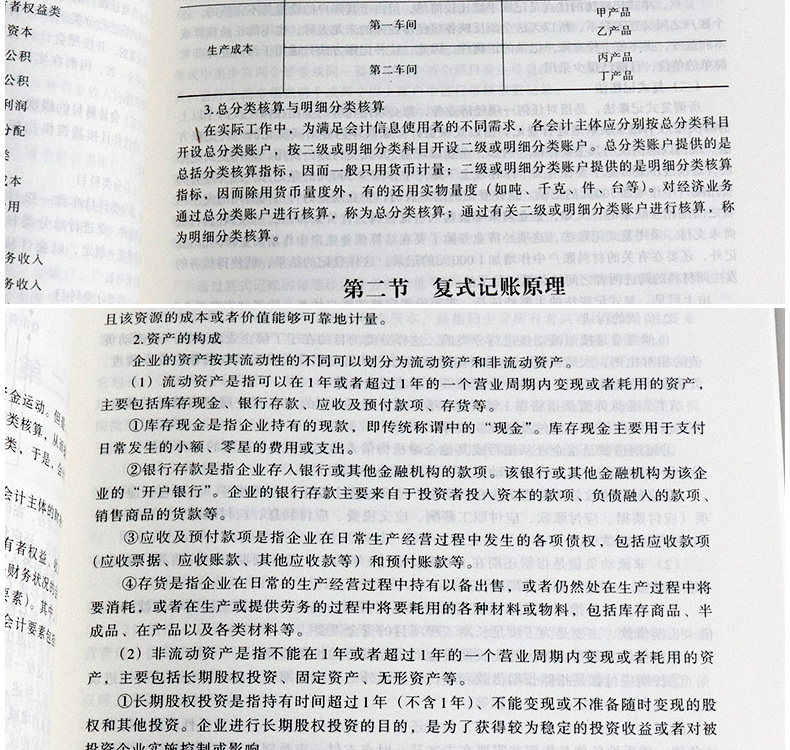 者权益类
资本
公积
公积
利润
分配
类
成本
用
务收入
务收入
生产成本
第一车间
甲产品
乙产品
第二车间
丙产品
丁产品
3.总分类核算与明细分类核算
在实际工作中，为满足会计信息使用者的不同需求，各会计主体应分别按总分类科目
开设总分类账户，按二级或明细分类科目开设二级或明细分类账户。总分类账户提供的是
总括分类核算指标，因而一般只用货币计量；二级或明细分类账户提供的是明细分类核算
指标，因而除用货币量度外，有的还用实物量度（如吨、千克、件、台等）。对经济业务
通过总分类账户进行核算，称为总分类核算，通过有关二级或明细分类账户进行核算，称
为明细分类核算。
第二节 复式记账原理
金运动。但是
类核算，从而
类，于是，会
会计主体的财
有者权益、收
财务状况的会
要素）。其中
会计要素包
且该资源的成本或者价值能够可靠地计量。
2.资产的构成
企业的资产按其流动性的不同可以划分为流动资产和非流动资产。
（1）流动资产是指可以在1年或者超过1年的一个营业周期内变现或者耗用的资产，
主要包括库存现金、银行存款、应收及预付款项、存货等。
①库存现金是指企业持有的现款，即传统称谓中的“现金”。库存现金主要用于支付
日常发生的小额、零星的费用或支出。
②银行存款是指企业存入银行或其他金融机构的款项。该银行或其他金融机构为该企
业的“开户银行”。企业的银行存款主要来自于投资者投入资本的款项、负债融入的款项、
销售商品的货款等。
③应收及预付款项是指企业在日常生产经营过程中发生的各项债权，包括应收款项
（应收票据、应收账款、其他应收款等）和预付账款等。
④存货是指企业在日常的生产经营过程中持有以备出售，或者仍然处在生产过程中将
要消耗，或者在生产或提供劳务的过程中将要耗用的各种材料或物料，包括库存商品、半
成品、在产品以及各类材料等。
（2）非流动资产是指不能在1年或者超过1年的一个营业周期内变现或者耗用的资
产，主要包括长期股权投资、固定资产、无形资产等。
①长期股权投资是指持有时间超过1年（不含1年）、不能变现或不准备随时变现的股
权和其他投资。企业进行长期股权投资的目的，是为了获得较为稳定的投资收益或者对被
投资企业实施控制或影响